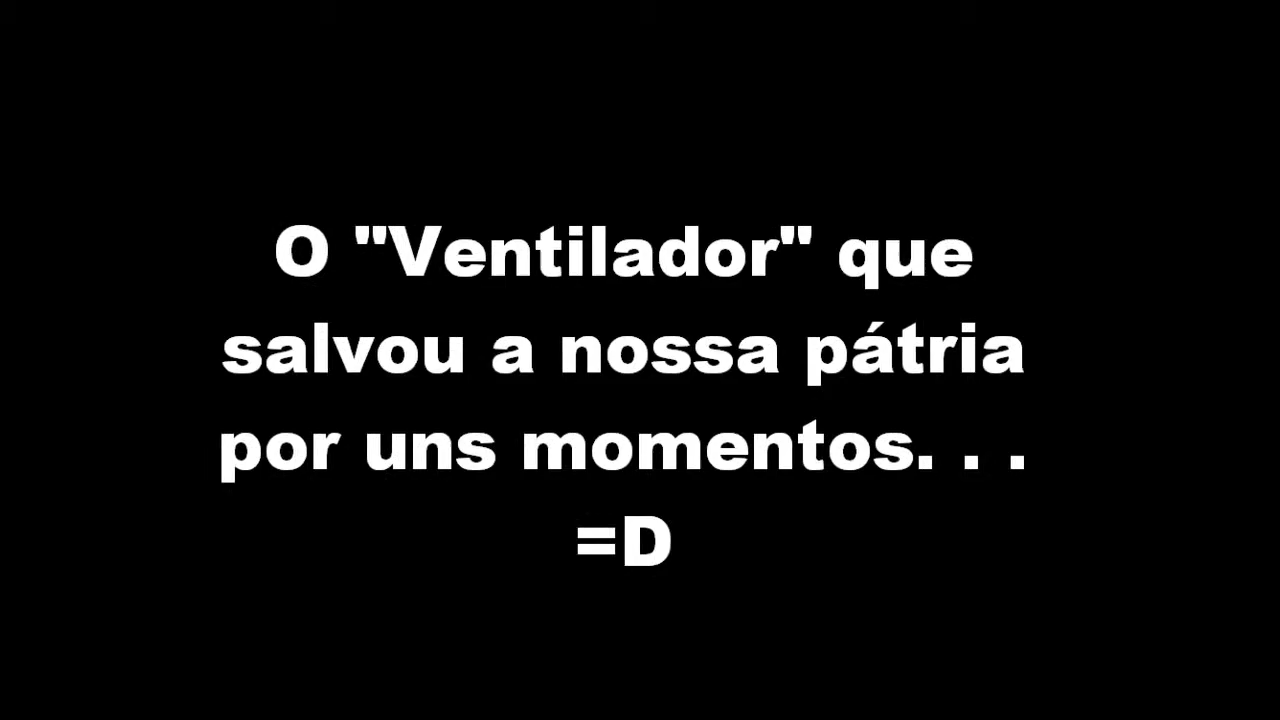 O "Ventilador" que
salvou a nossa pátria
por uns momentos. . .
=D